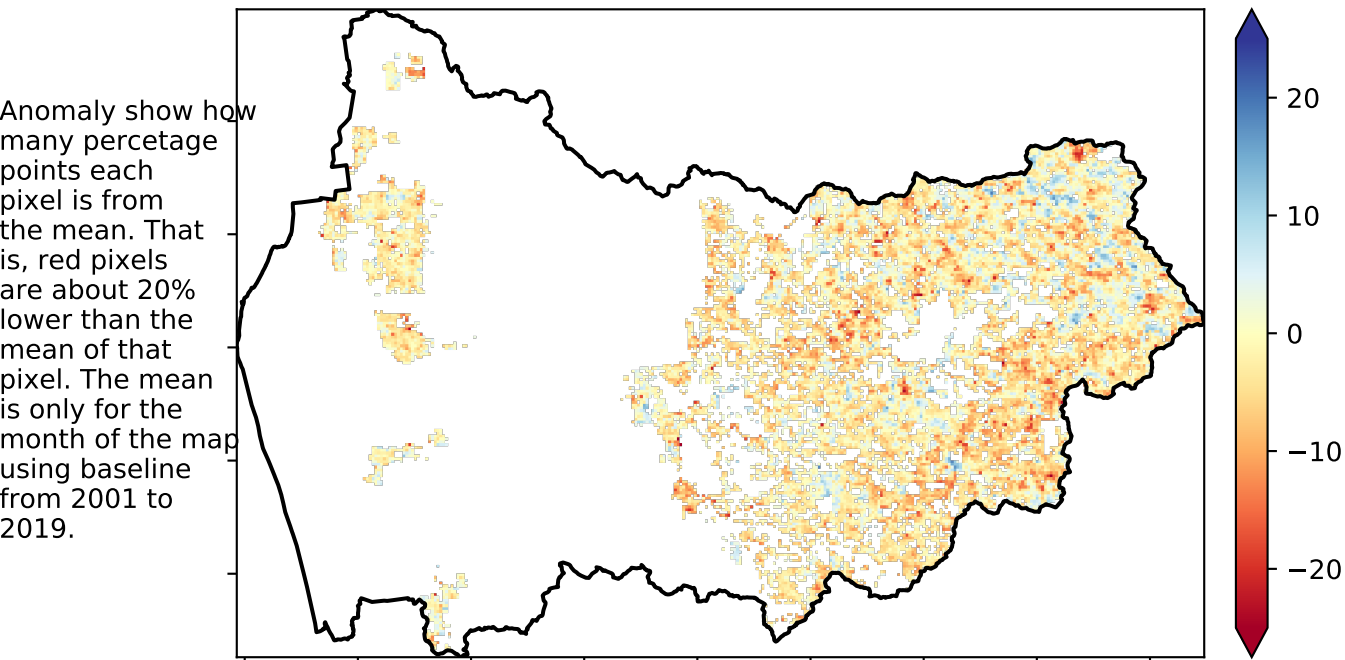 Anomaly show how
many percetage
points each
pixel is from
the mean. That
is, red pixels
are about 20%
lower than the
mean of that
pixel. The mean
is only for the
month of the map
using baseline
from 2001 to
2019.
20
10
0
−10
−20